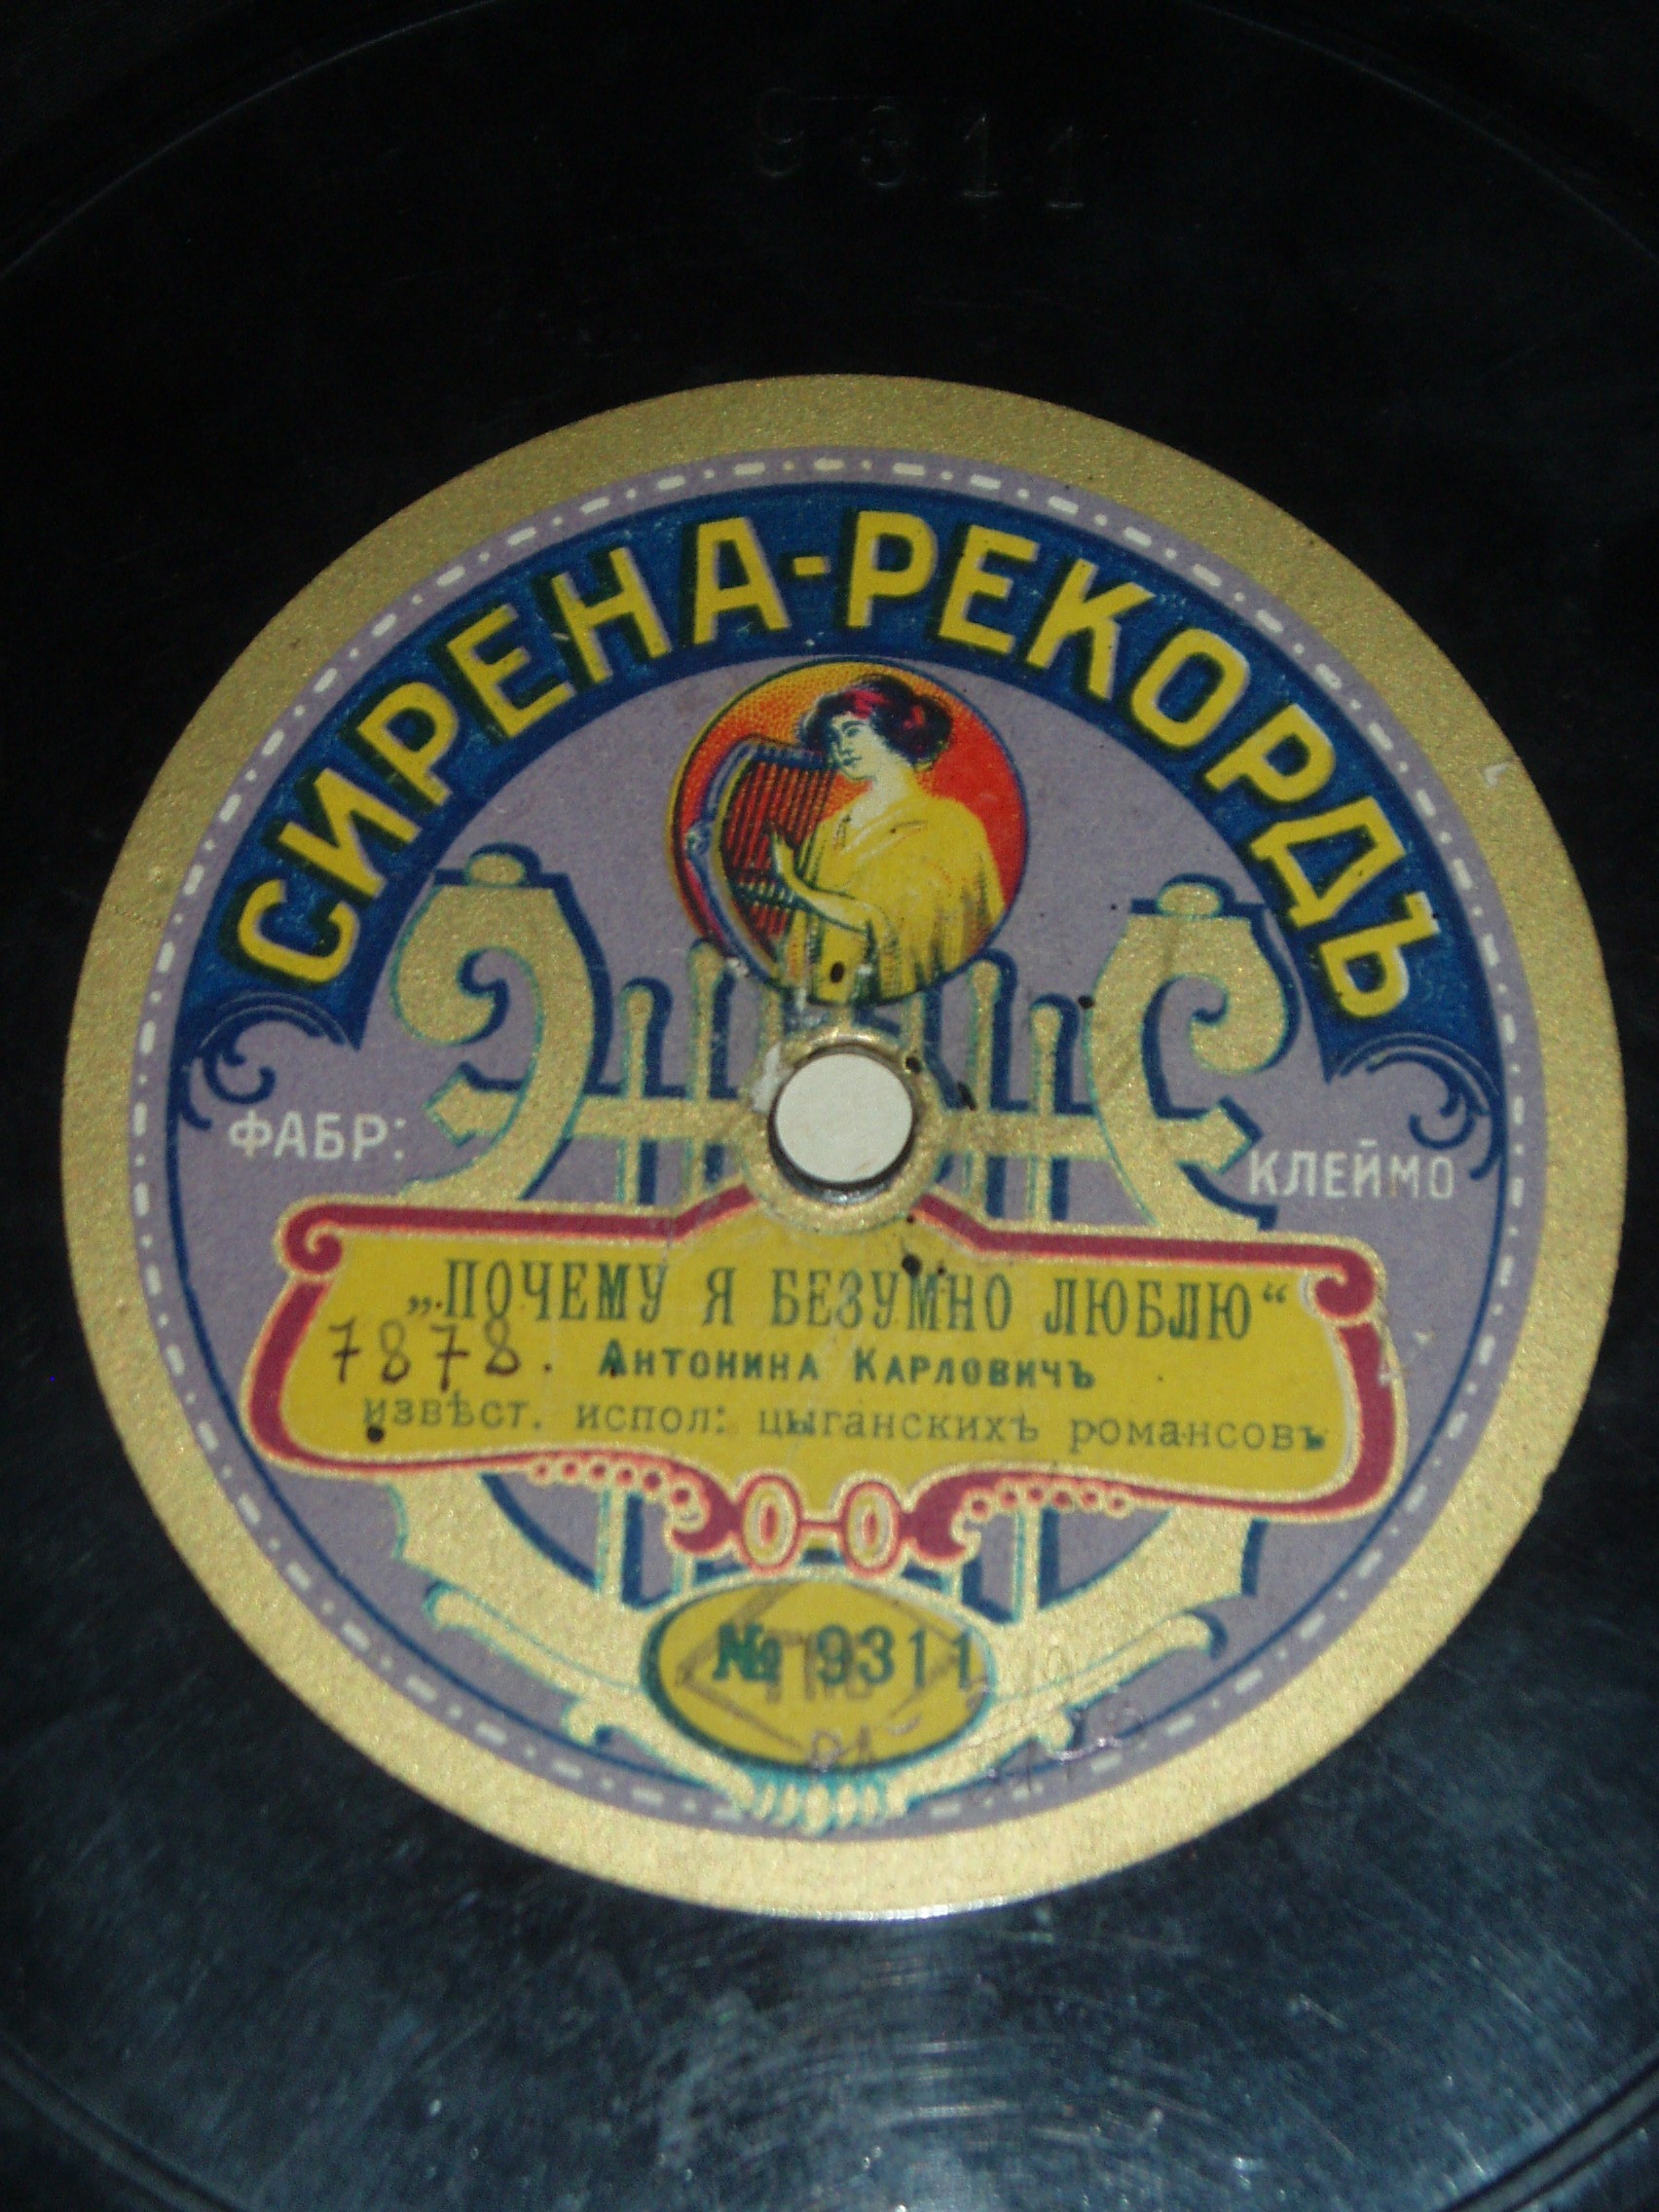 9311
СИРЕНА-РЕКОРДЪ
ФАБР:
КЛЕЙМО
„ПОЧЕМУ Я БЕЗУМНО ЛЮБЛЮ“
7878. АНТОНИНА КАРЛОВИЧЪ
извѣст. испол: цыганскихъ романсовъ
№ 9311